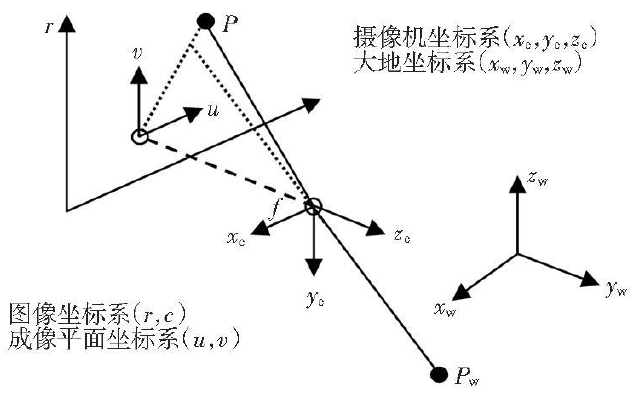 r
P
摄像机坐标系(xc,yc,zc)
大地坐标系(xw,yw,zw)
v
u
f
xc
zc
yc
zw
xw
yw
图像坐标系(r,c)
成像平面坐标系(u,v)
Pw